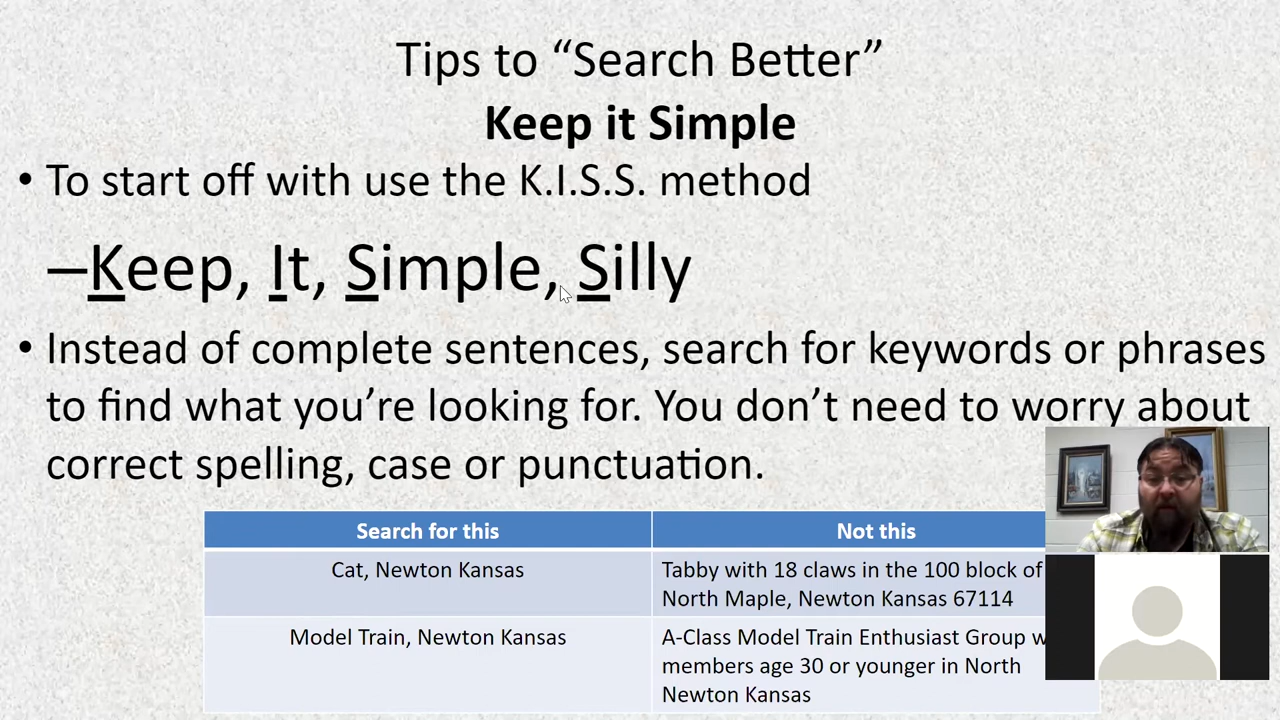 Tips to “Search Better”
Keep it Simple
• To start off with use the K.I.S.S. method
–Keep, It, Simple, Silly
• Instead of complete sentences, search for keywords or phrases
to find what you’re looking for. You don’t need to worry about
correct spelling, case or punctuation.
Search for this
Not this
Cat, Newton Kansas
Tabby with 18 claws in the 100 block of
North Maple, Newton Kansas 67114
Model Train, Newton Kansas
A-Class Model Train Enthusiast Group
members age 30 or younger in North
Newton Kansas